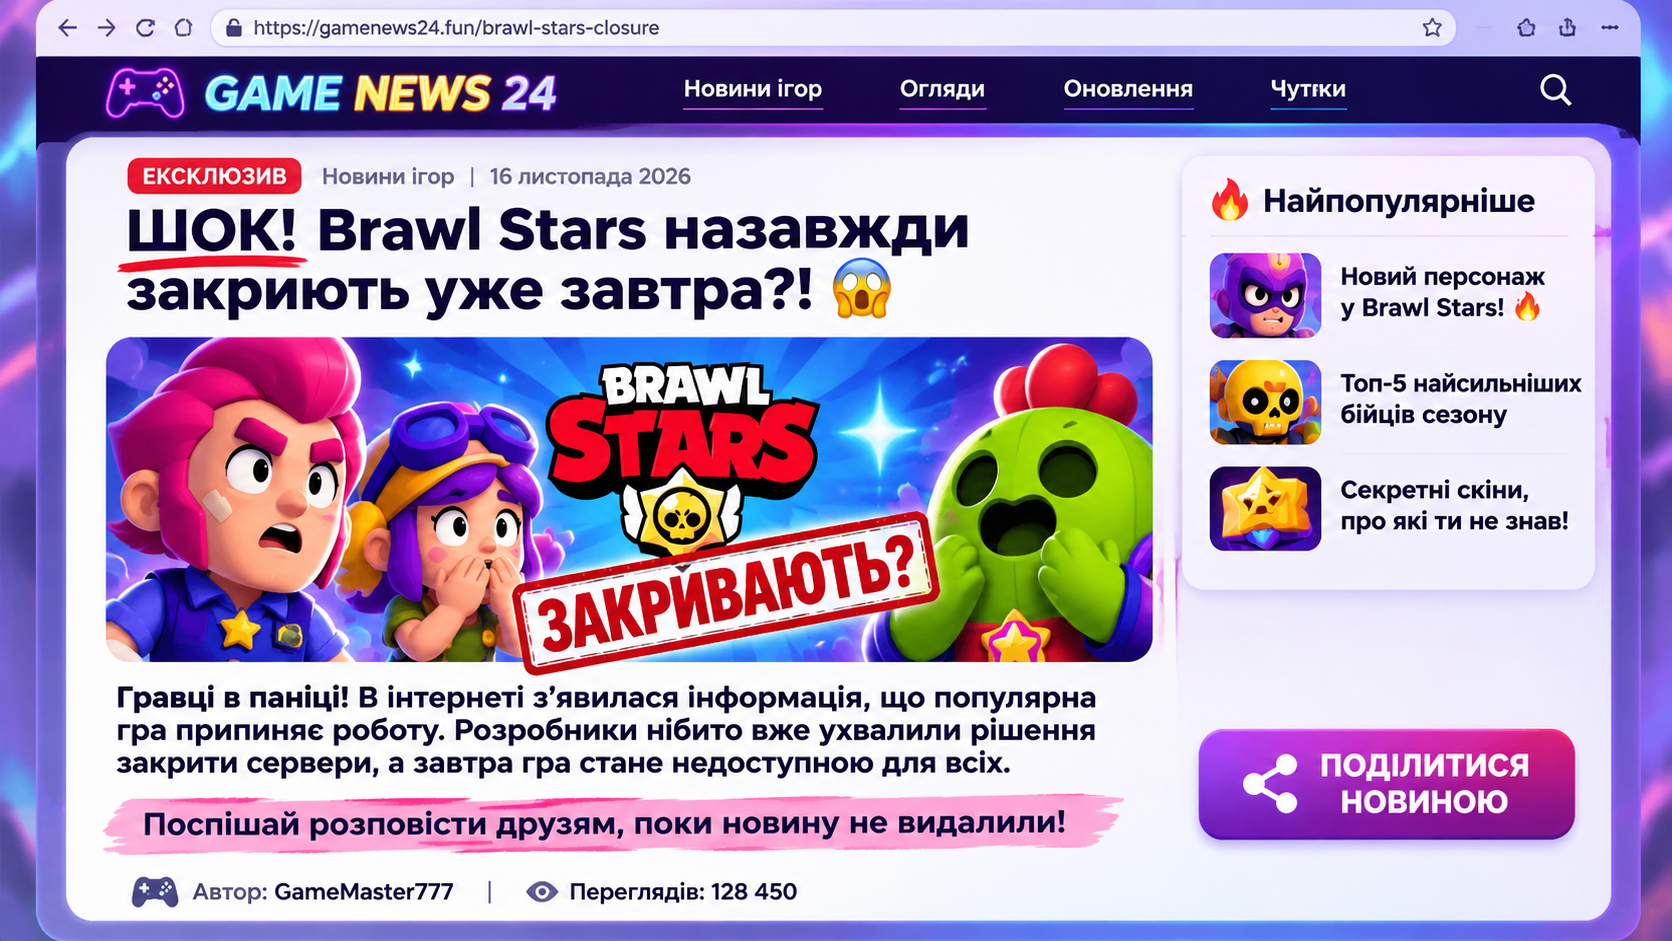 https://gamenews24.fun/brawl-stars-closure
GAME NEWS 24
Новини ігор
Огляди
Оновлення
Чутки
ЕКСКЛЮЗИВ
Новини ігор | 16 листопада 2026
ШОК! Brawl Stars назавжди
закриють уже завтра?! 😱
BRAWL
STARS
ЗАКРИВАЮТЬ?
Гравці в паніці! В інтернеті з’явилася інформація, що популярна
гра припиняє роботу. Розробники нібито вже ухвалили рішення
закрити сервери, а завтра гра стане недоступною для всіх.
Поспішай розповісти друзям, поки новину не видалили!
Автор: GameMaster777 | Переглядів: 128 450
🔥 Найпопулярніше
Новий персонаж
у Brawl Stars! 🔥
Топ-5 найсильніших
бійців сезону
Секретні скіни,
про які ти не знав!
ПОДІЛИТИСЯ
НОВИНОЮ